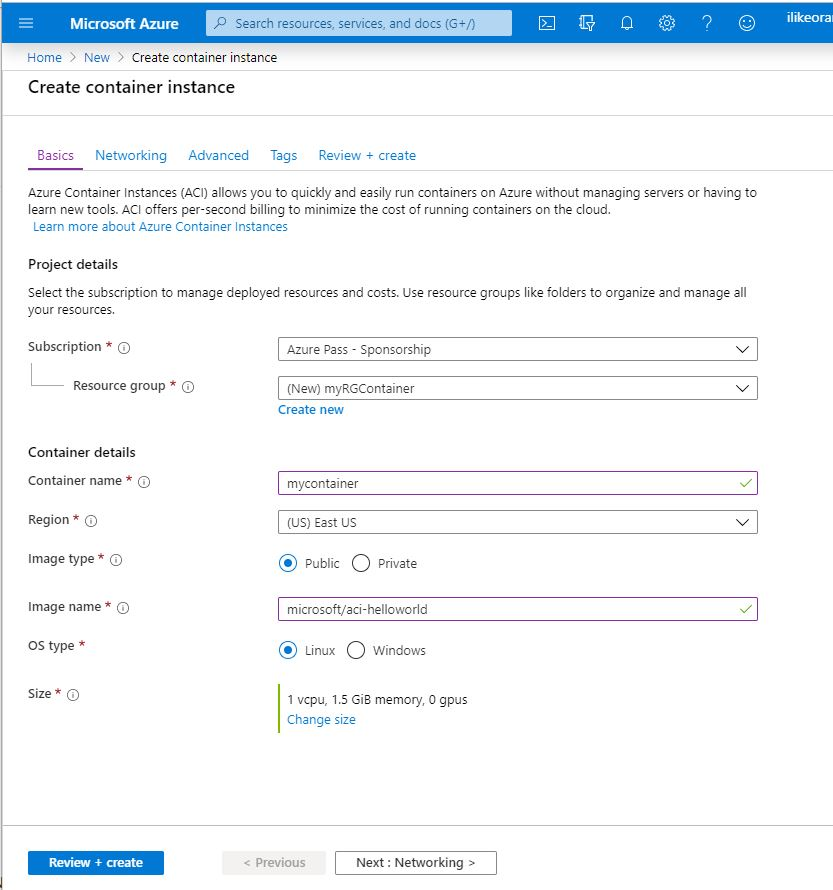 Microsoft Azure
Search resources, services, and docs (G+/)
ilikeora
Home > New > Create container instance
Create container instance
Basics Networking Advanced Tags Review + create
Azure Container Instances (ACI) allows you to quickly and easily run containers on Azure without managing servers or having to
learn new tools. ACI offers per-second billing to minimize the cost of running containers on the cloud.
Learn more about Azure Container Instances
Project details
Select the subscription to manage deployed resources and costs. Use resource groups like folders to organize and manage all
your resources.
Subscription * Azure Pass - Sponsorship
Resource group * (New) myRGContainer
Create new
Container details
Container name * mycontainer
Region * (US) East US
Image type * Public Private
Image name * microsoft/aci-helloworld
OS type * Linux Windows
Size * 1 vcpu, 1.5 GiB memory, 0 gpus
Change size
Review + create < Previous Next : Networking >